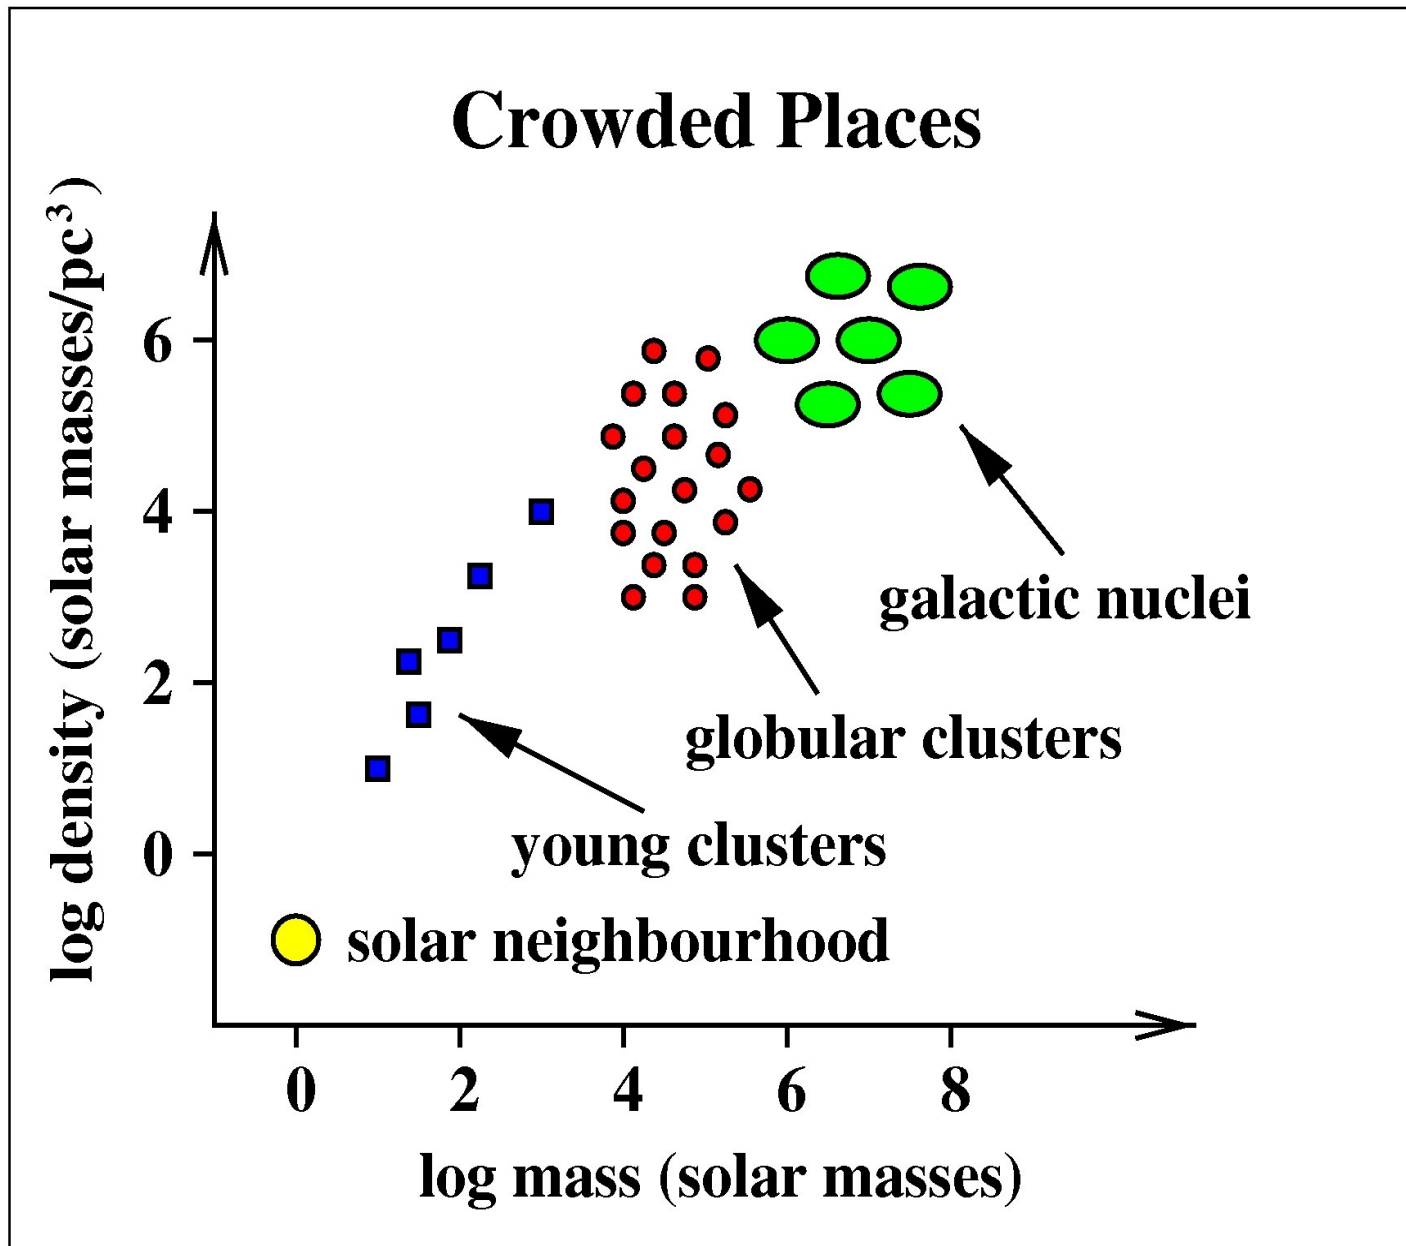 Crowded Places
log density (solar masses/pc³)
6
4
2
0
galactic nuclei
globular clusters
young clusters
solar neighbourhood
0 2 4 6 8
log mass (solar masses)